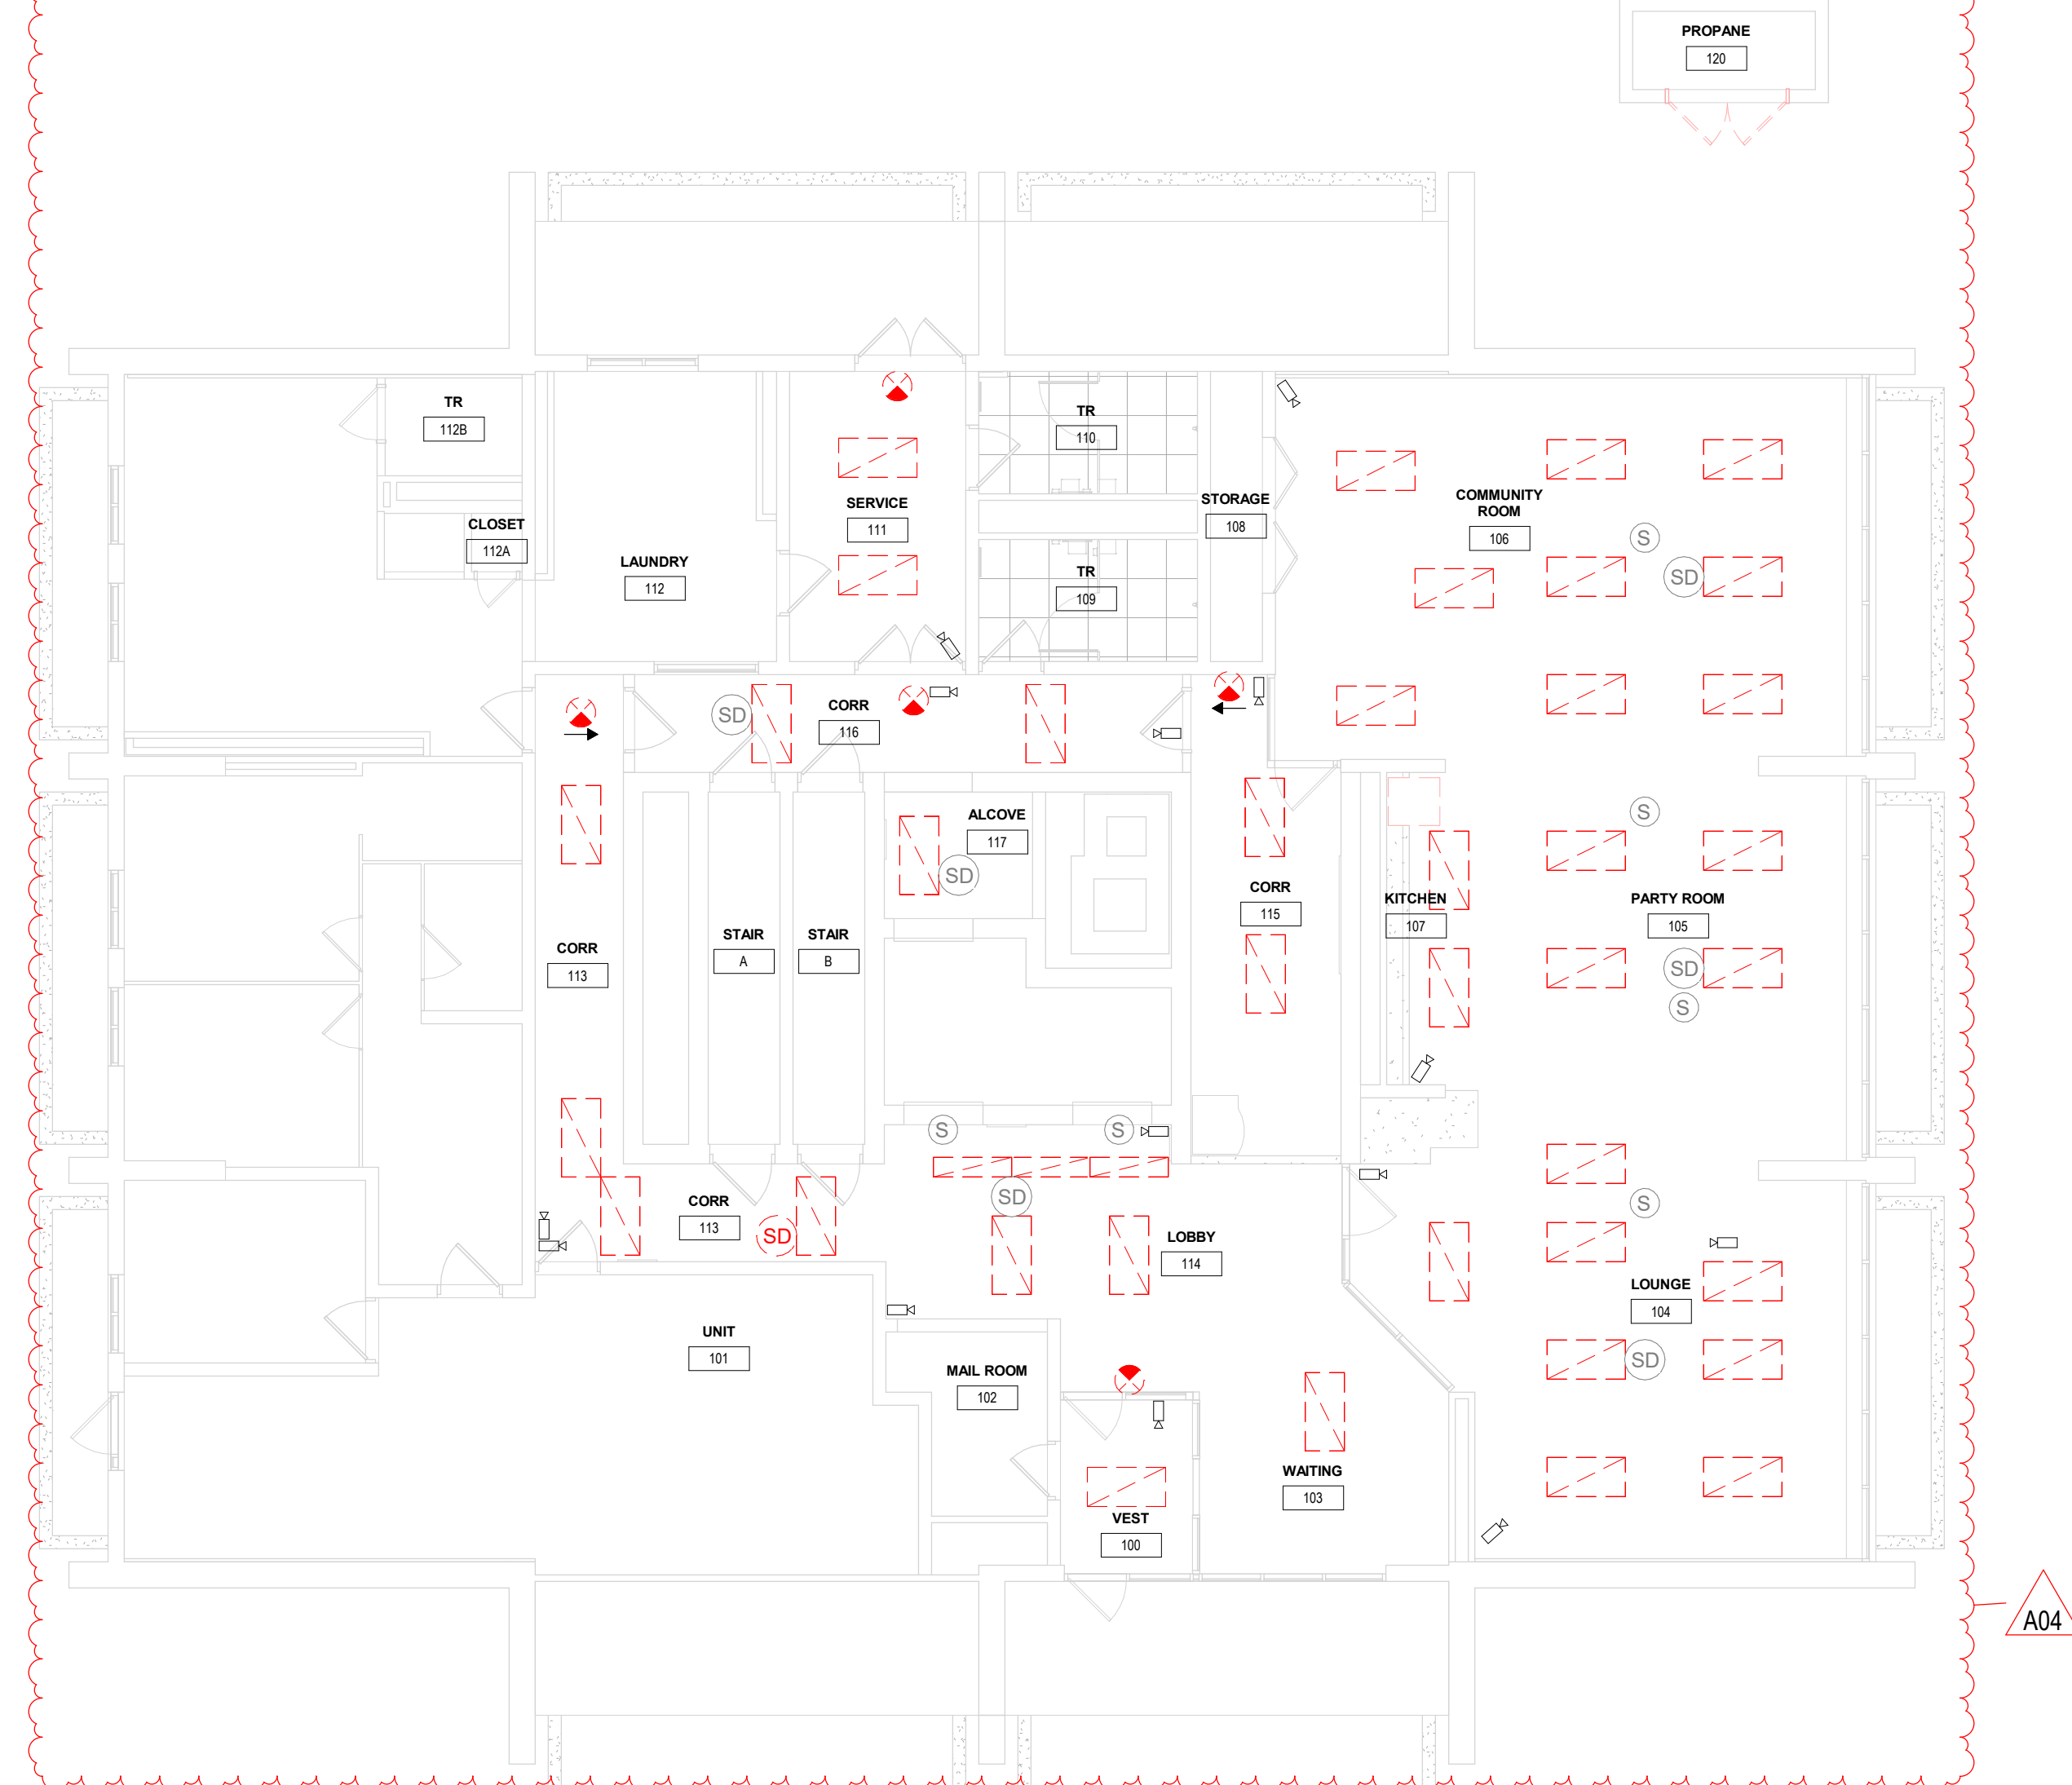 PROPANE
120
TR
112B
TR
110
SERVICE
111
STORAGE
108
COMMUNITY
ROOM
106
CLOSET
112A
S
LAUNDRY
112
TR
109
SD
SD
CORR
116
S
ALCOVE
117
SD
CORR
115
KITCHEN
107
PARTY ROOM
105
CORR
113
STAIR
A
STAIR
B
SD
S
S
S
SD
CORR
113
SD
LOBBY
114
S
LOUNGE
104
UNIT
101
SD
MAIL ROOM
102
WAITING
103
VEST
100
A04